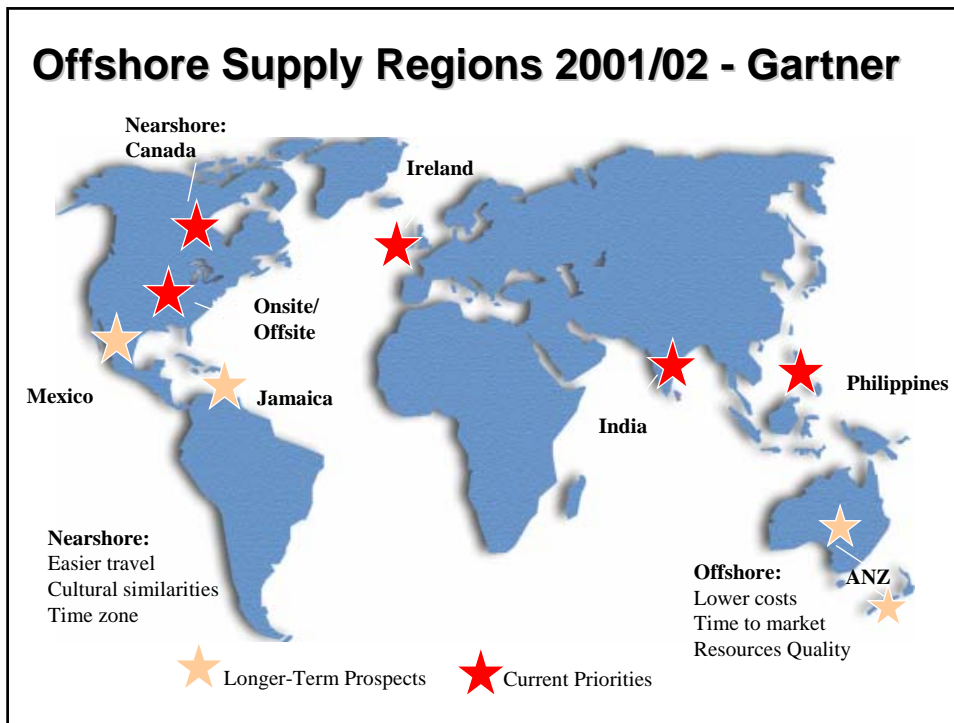 Offshore Supply Regions 2001/02 - Gartner
Nearshore:
Canada
Ireland
Onsite/
Offsite
Mexico
Jamaica
India
Philippines
Nearshore:
Easier travel
Cultural similarities
Time zone
ANZ
Offshore:
Lower costs
Time to market
Resources Quality
Longer-Term Prospects
Current Priorities